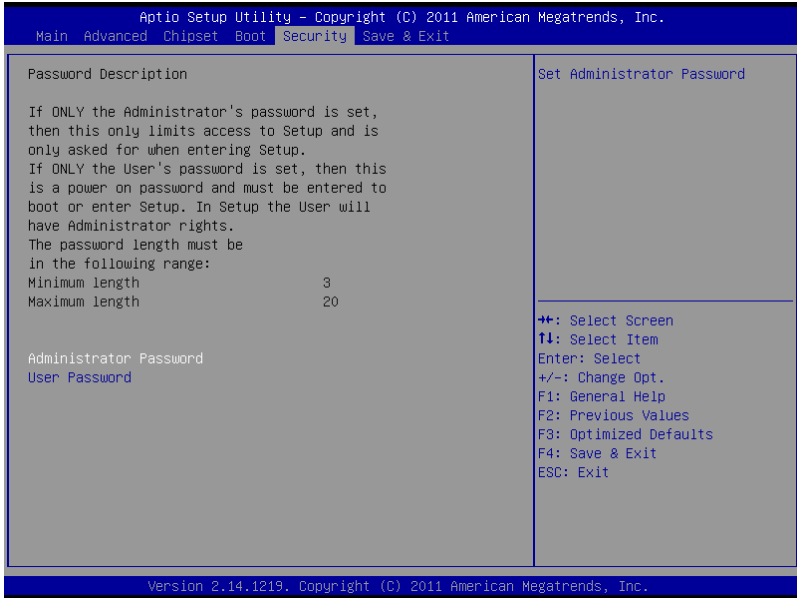 Aptio Setup Utility – Copyright (C) 2011 American Megatrends, Inc.
Main Advanced Chipset Boot Security Save & Exit
Password Description
If ONLY the Administrator's password is set,
then this only limits access to Setup and is
only asked for when entering Setup.
If ONLY the User's password is set, then this
is a power on password and must be entered to
boot or enter Setup. In Setup the User will
have Administrator rights.
The password length must be
in the following range:
Minimum length 3
Maximum length 20
Administrator Password
User Password
Set Administrator Password
→←: Select Screen
↑↓: Select Item
Enter: Select
+/-: Change Opt.
F1: General Help
F2: Previous Values
F3: Optimized Defaults
F4: Save & Exit
ESC: Exit
Version 2.14.1219. Copyright (C) 2011 American Megatrends, Inc.